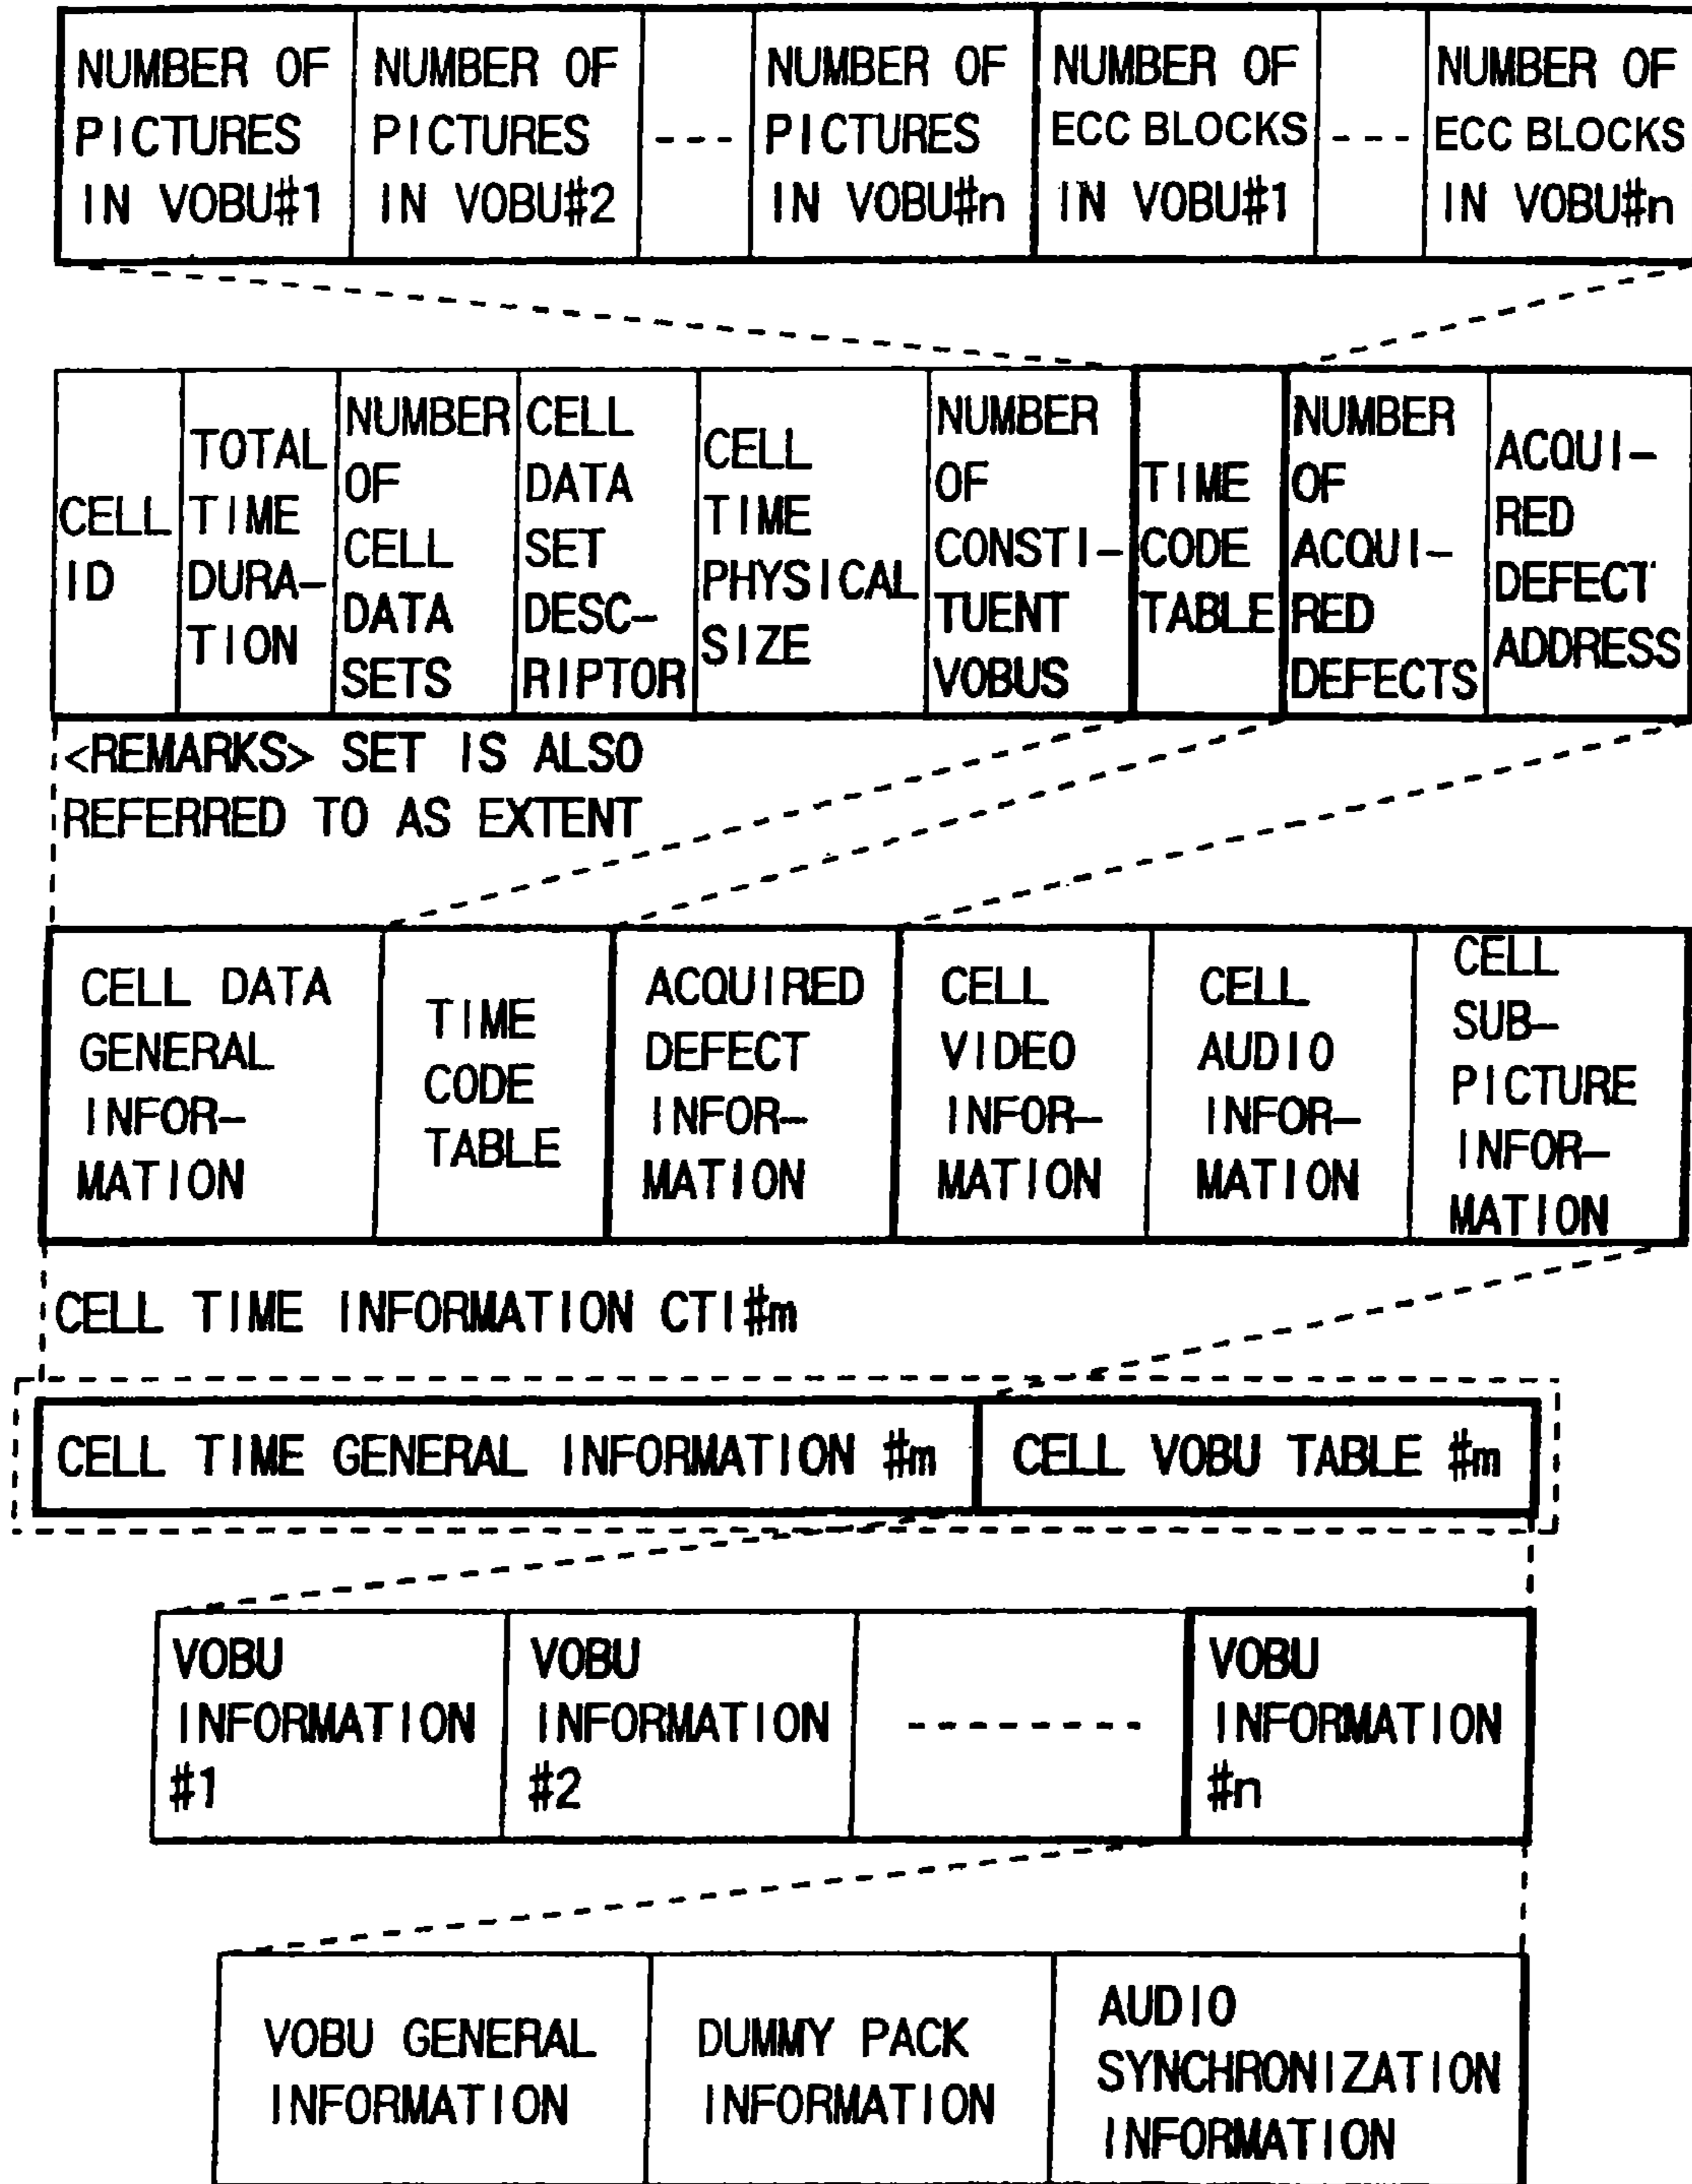 NUMBER OF
PICTURES
IN VOBU#1
NUMBER OF
PICTURES
IN VOBU#2
---
NUMBER OF
PICTURES
IN VOBU#n
NUMBER OF
ECC BLOCKS
IN VOBU#1
---
NUMBER OF
ECC BLOCKS
IN VOBU#n
CELL
ID
TOTAL
TIME
DURA-
TION
NUMBER
OF
CELL
DATA
SETS
CELL
DATA
SET
DESC-
RIPTOR
CELL
TIME
PHYSICAL
SIZE
NUMBER
OF
CONSTI-
TUENT
VOBUS
TIME
CODE
TABLE
NUMBER
OF
ACQUI-
RED
DEFECTS
ACQUI-
RED
DEFECT
ADDRESS
<REMARKS> SET IS ALSO
REFERRED TO AS EXTENT
CELL DATA
GENERAL
INFOR-
MATION
TIME
CODE
TABLE
ACQUIRED
DEFECT
INFOR-
MATION
CELL
VIDEO
INFOR-
MATION
CELL
AUDIO
INFOR-
MATION
CELL
SUB-
PICTURE
INFOR-
MATION
CELL TIME INFORMATION CTI#m
CELL TIME GENERAL INFORMATION #m
CELL VOBU TABLE #m
VOBU
INFORMATION
#1
VOBU
INFORMATION
#2
---------
VOBU
INFORMATION
#n
VOBU GENERAL
INFORMATION
DUMMY PACK
INFORMATION
AUDIO
SYNCHRONIZATION
INFORMATION